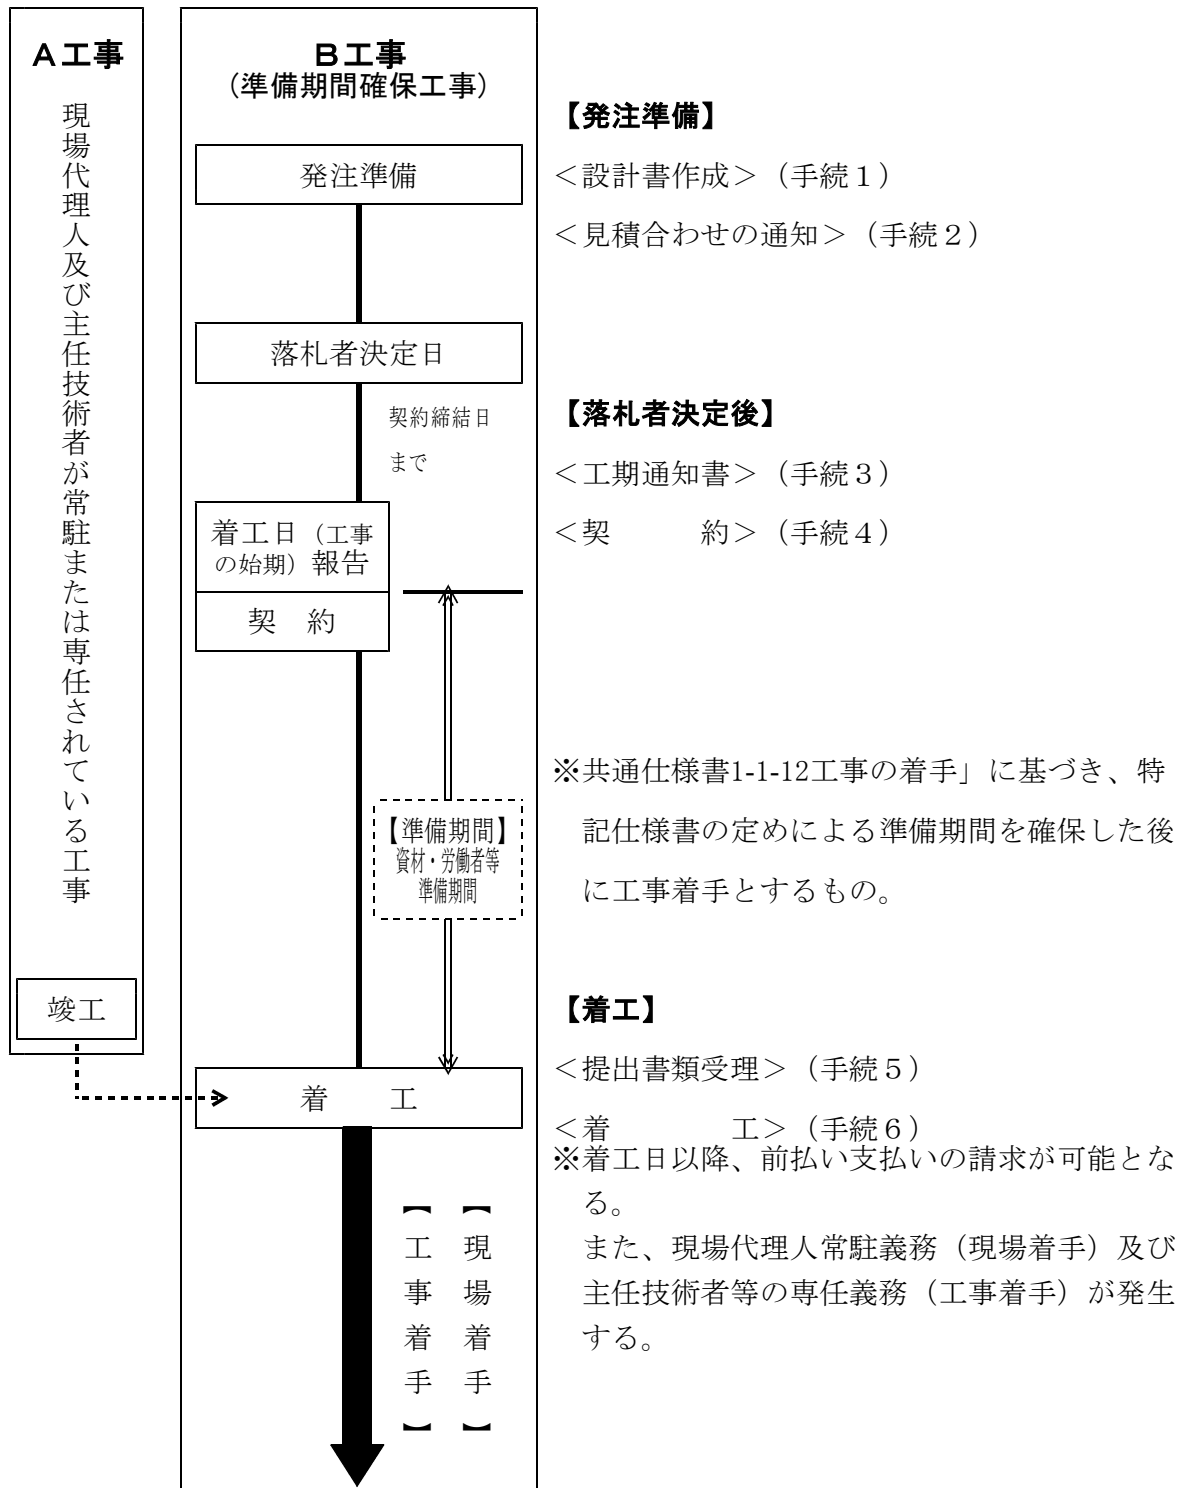 A工事
現場代理人及び主任技術者が常駐または専任されている工事
竣工
B工事
（準備期間確保工事）
発注準備
落札者決定日
契約締結日
まで
着工日（工事
の始期）報告
契　約
【準備期間】
資材・労働者等
準備期間
着　　工
【現場着手】
【工事着手】
【発注準備】
＜設計書作成＞（手続１）
＜見積合わせの通知＞（手続２）
【落札者決定後】
＜工期通知書＞（手続３）
＜契　　　約＞（手続４）
※共通仕様書1-1-12工事の着手」に基づき、特
記仕様書の定めによる準備期間を確保した後
に工事着手とするもの。
【着工】
＜提出書類受理＞（手続５）
＜着　　　　工＞（手続６）
※着工日以降、前払い支払いの請求が可能とな
る。
また、現場代理人常駐義務（現場着手）及び
主任技術者等の専任義務（工事着手）が発生
する。